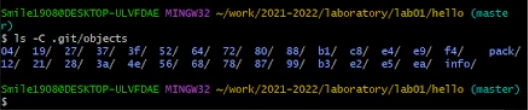 Smile1908@DESKTOP-ULVFDAE MINGW32 ~/work/2021-2022/laboratory/lab01/hello (maste
r)
$ ls -C .git/objects
04/  19/  27/  37/  3f/  52/  64/  72/  80/  88/  b1/  c8/  e4/  e9/  f4/    pack/
12/  21/  28/  3a/  4e/  56/  68/  78/  87/  99/  b3/  e2/  e5/  ea/  info/
Smile1908@DESKTOP-ULVFDAE MINGW32 ~/work/2021-2022/laboratory/lab01/hello (master)
$